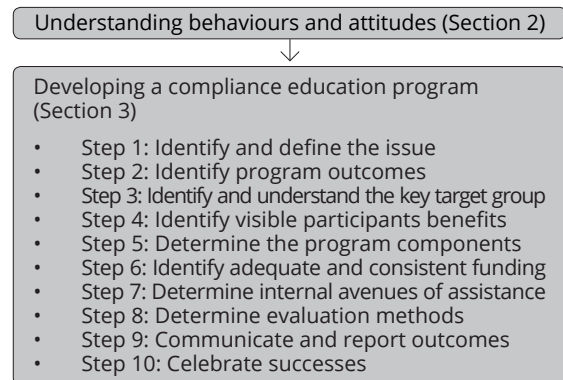 Understanding behaviours and attitudes (Section 2)
Developing a compliance education program
(Section 3)
• Step 1: Identify and define the issue
• Step 2: Identify program outcomes
• Step 3: Identify and understand the key target group
• Step 4: Identify visible participants benefits
• Step 5: Determine the program components
• Step 6: Identify adequate and consistent funding
• Step 7: Determine internal avenues of assistance
• Step 8: Determine evaluation methods
• Step 9: Communicate and report outcomes
• Step 10: Celebrate successes